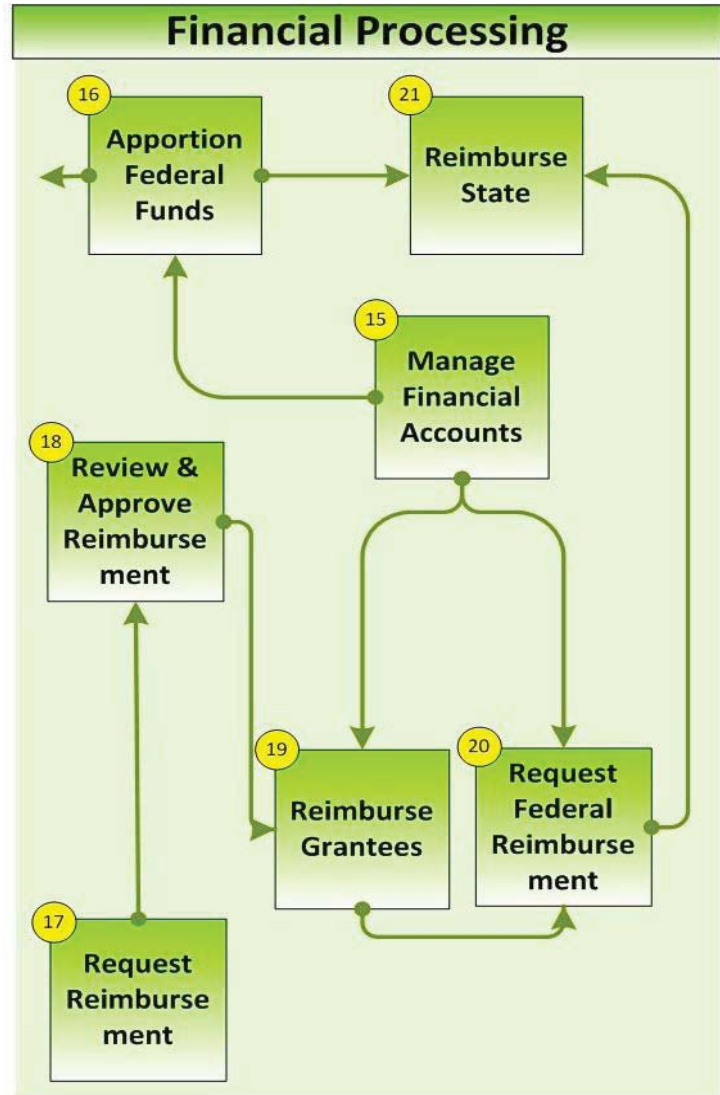 Financial Processing
16
Apportion
Federal
Funds
21
Reimburse
State
15
Manage
Financial
Accounts
18
Review &
Approve
Reimburse
ment
19
Reimburse
Grantees
20
Request
Federal
Reimburse
ment
17
Request
Reimburse
ment